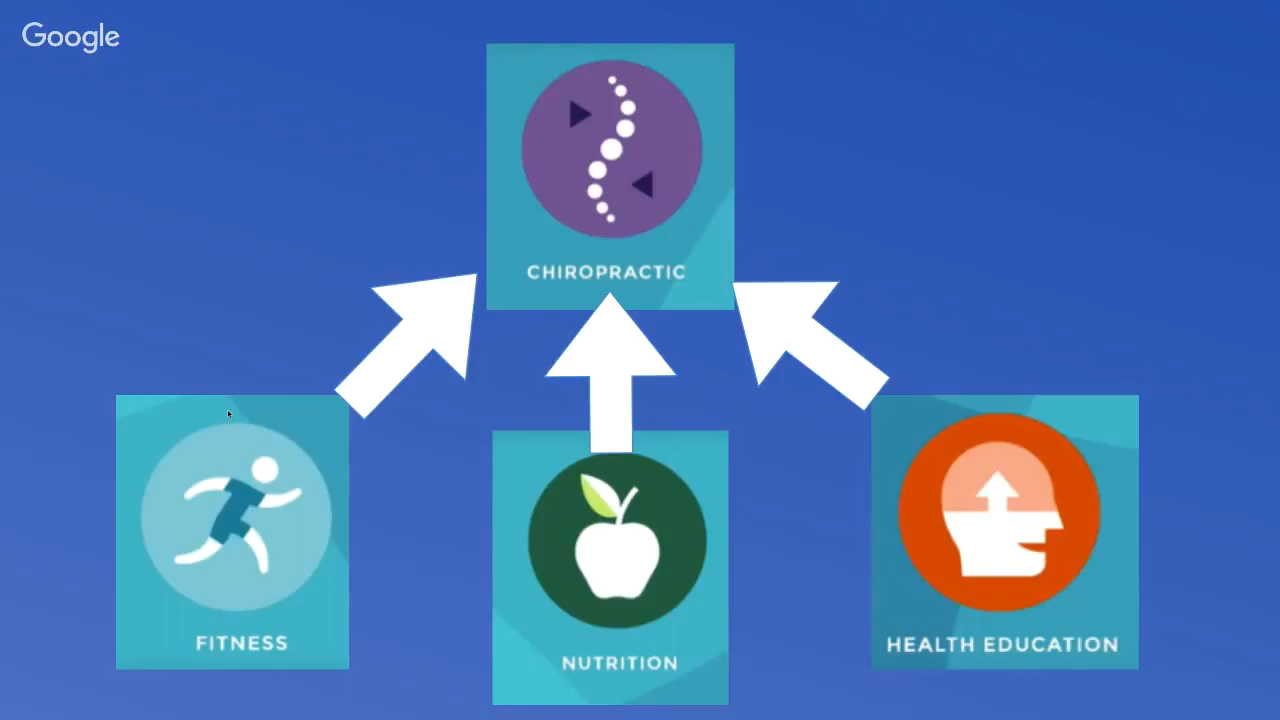 Google
CHIROPRACTIC
FITNESS
NUTRITION
HEALTH EDUCATION